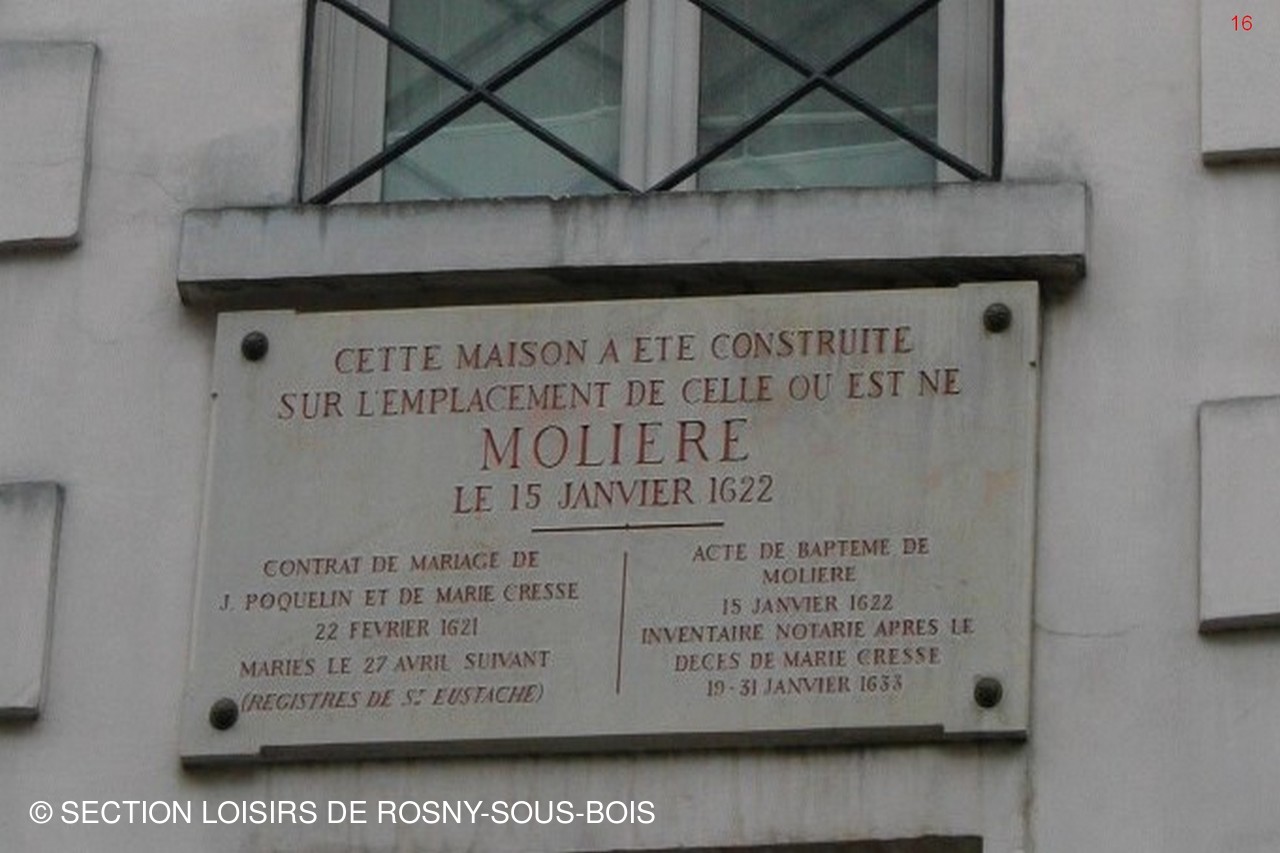 16
CETTE MAISON A ETE CONSTRUITE
SUR L'EMPLACEMENT DE CELLE OU EST NE
MOLIERE
LE 15 JANVIER 1622
CONTRAT DE MARIAGE DE
J. POQUELIN ET DE MARIE CRESSE
22 FEVRIER 1621
MARIES LE 27 AVRIL SUIVANT
(REGISTRES DE ST EUSTACHE)
ACTE DE BAPTEME DE
MOLIERE
15 JANVIER 1622
INVENTAIRE NOTARIE APRES LE
DECES DE MARIE CRESSE
19-31 JANVIER 1633
© SECTION LOISIRS DE ROSNY-SOUS-BOIS